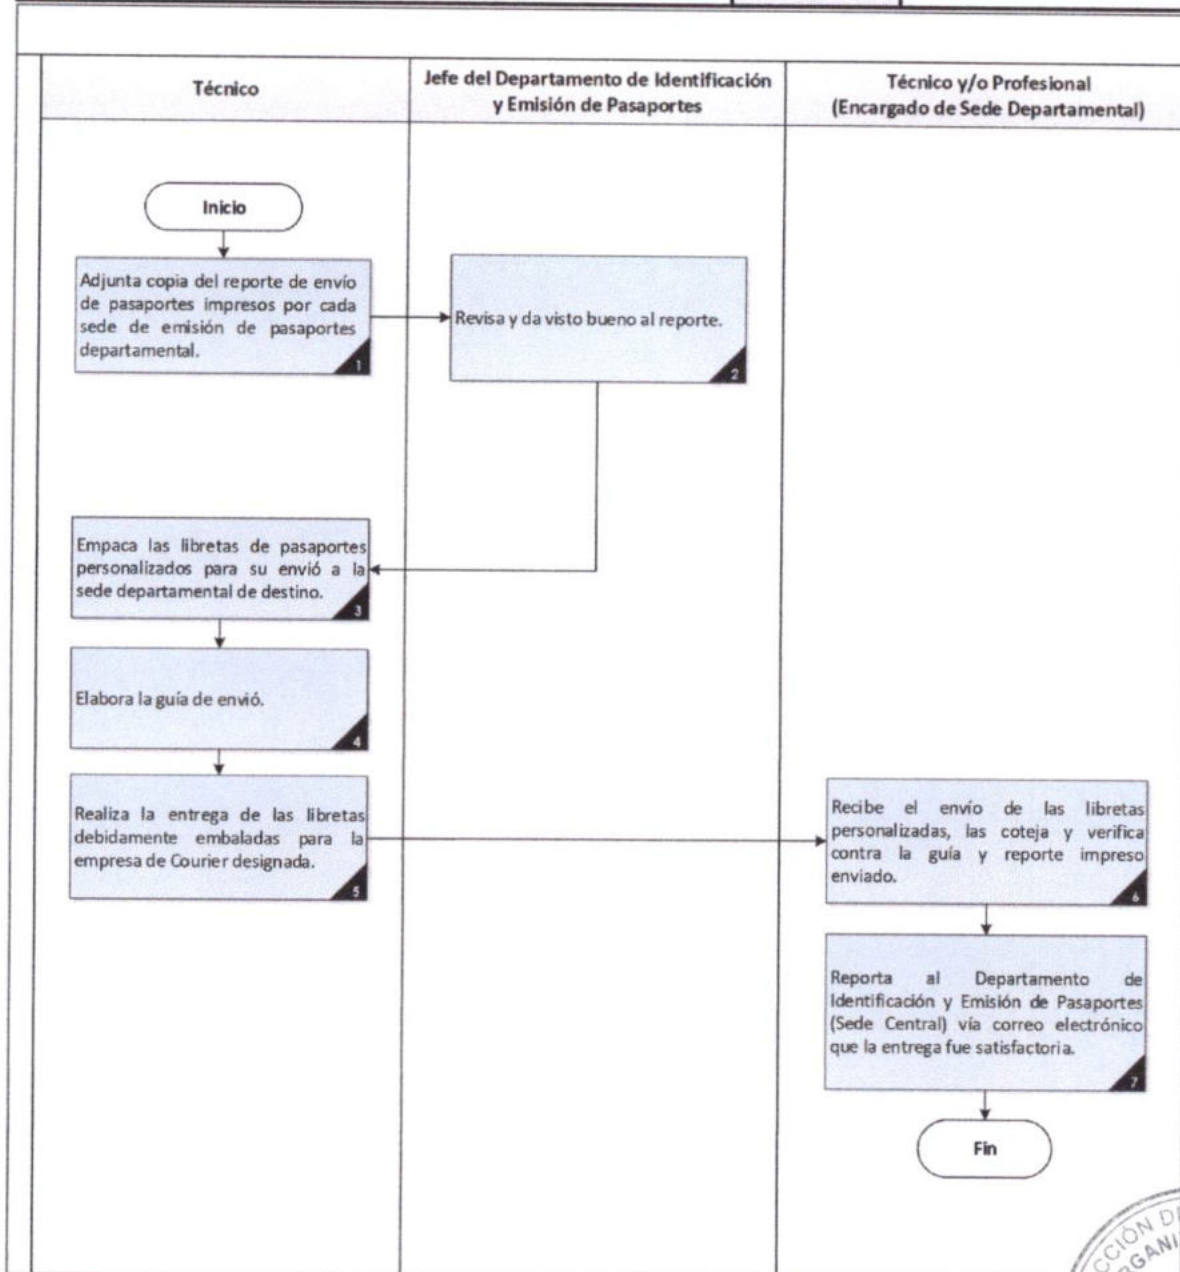 Técnico
Jefe del Departamento de Identificación
y Emisión de Pasaportes
Técnico y/o Profesional
(Encargado de Sede Departamental)
Inicio
Adjunta copia del reporte de envío
de pasaportes impresos por cada
sede de emisión de pasaportes
departamental.
1
Revisa y da visto bueno al reporte.
2
Empaca las libretas de pasaportes
personalizados para su envió a la
sede departamental de destino.
3
Elabora la guía de envió.
4
Realiza la entrega de las libretas
debidamente embaladas para la
empresa de Courier designada.
5
Recibe el envío de las libretas
personalizadas, las coteja y verifica
contra la guía y reporte impreso
enviado.
6
Reporta al Departamento de
Identificación y Emisión de Pasaportes
(Sede Central) vía correo electrónico
que la entrega fue satisfactoria.
7
Fin